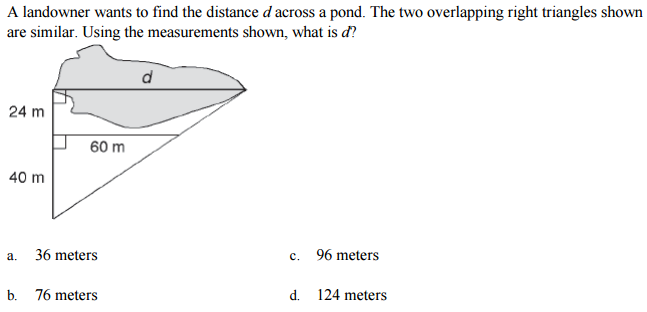 A landowner wants to find the distance d across a pond. The two overlapping right triangles shown
are similar. Using the measurements shown, what is d?
d
24 m
60 m
40 m
a. 36 meters
c. 96 meters
b. 76 meters
d. 124 meters